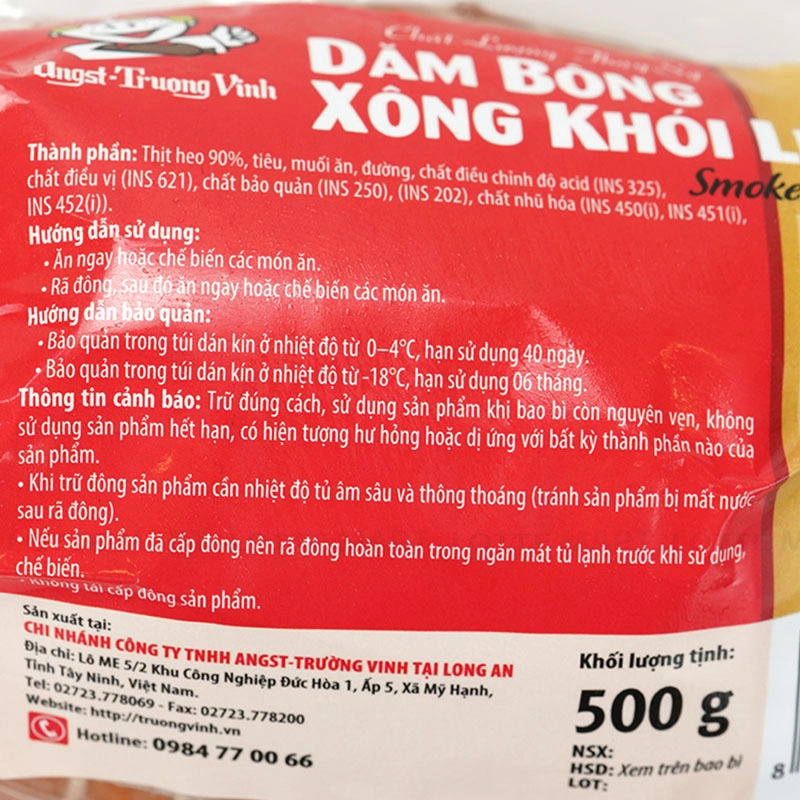 Chất Lượng Thụy Sỹ
Angst-Truong Vinh
DĂM BÔNG
XÔNG KHÓI
Smoke
Thành phần: Thịt heo 90%, tiêu, muối ăn, đường, chất điều chỉnh độ acid (INS 325),
chất điều vị (INS 621), chất bảo quản (INS 250), (INS 202), chất nhũ hóa (INS 450(i), INS 451(i),
INS 452(i)).
Hướng dẫn sử dụng:
• Ăn ngay hoặc chế biến các món ăn.
• Rã đông, sau đó ăn ngay hoặc chế biến các món ăn.
Hướng dẫn bảo quản:
• Bảo quản trong túi dán kín ở nhiệt độ từ 0–4°C, hạn sử dụng 40 ngày.
• Bảo quản trong túi dán kín ở nhiệt độ từ -18°C, hạn sử dụng 06 tháng.
Thông tin cảnh báo: Trữ đúng cách, sử dụng sản phẩm khi bao bì còn nguyên vẹn, không
sử dụng sản phẩm hết hạn, có hiện tượng hư hỏng hoặc dị ứng với bất kỳ thành phần nào của
sản phẩm.
• Khi trữ đông sản phẩm cần nhiệt độ tủ âm sâu và thông thoáng (tránh sản phẩm bị mất nước
sau rã đông).
• Nếu sản phẩm đã cấp đông nên rã đông hoàn toàn trong ngăn mát tủ lạnh trước khi sử dụng,
chế biến.
• Không tái cấp đông sản phẩm.
Sản xuất tại:
CHI NHÁNH CÔNG TY TNHH ANGST-TRƯỜNG VINH TẠI LONG AN
Địa chỉ: Lô ME 5/2 Khu Công Nghiệp Đức Hòa 1, Ấp 5, Xã Mỹ Hạnh,
Tỉnh Tây Ninh, Việt Nam.
Tel: 02723.778069 - Fax: 02723.778200
Website: http://truongvinh.vn
Hotline: 0984 77 00 66
Khối lượng tịnh:
500 g
NSX:
HSD: Xem trên bao bì
LOT:
8